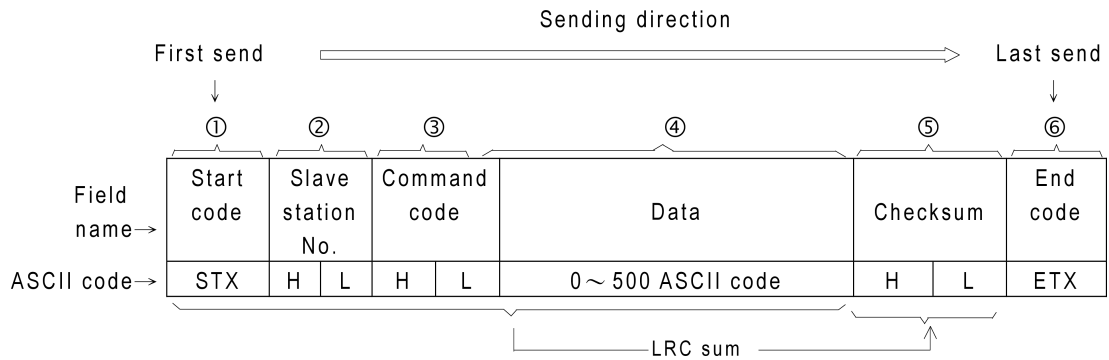 Sending direction
First send
Last send
① ② ③ ④ ⑤ ⑥
Field
name
Start
code
Slave
station
No.
Command
code
Data
Checksum
End
code
ASCII code STX H L H L 0~500 ASCII code H L ETX
LRC sum